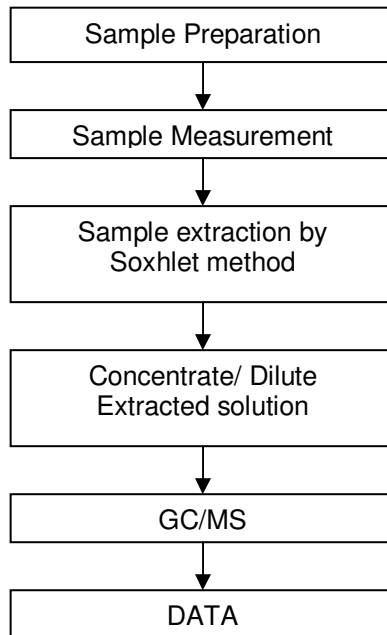 Sample Preparation
Sample Measurement
Sample extraction by
Soxhlet method
Concentrate/ Dilute
Extracted solution
GC/MS
DATA